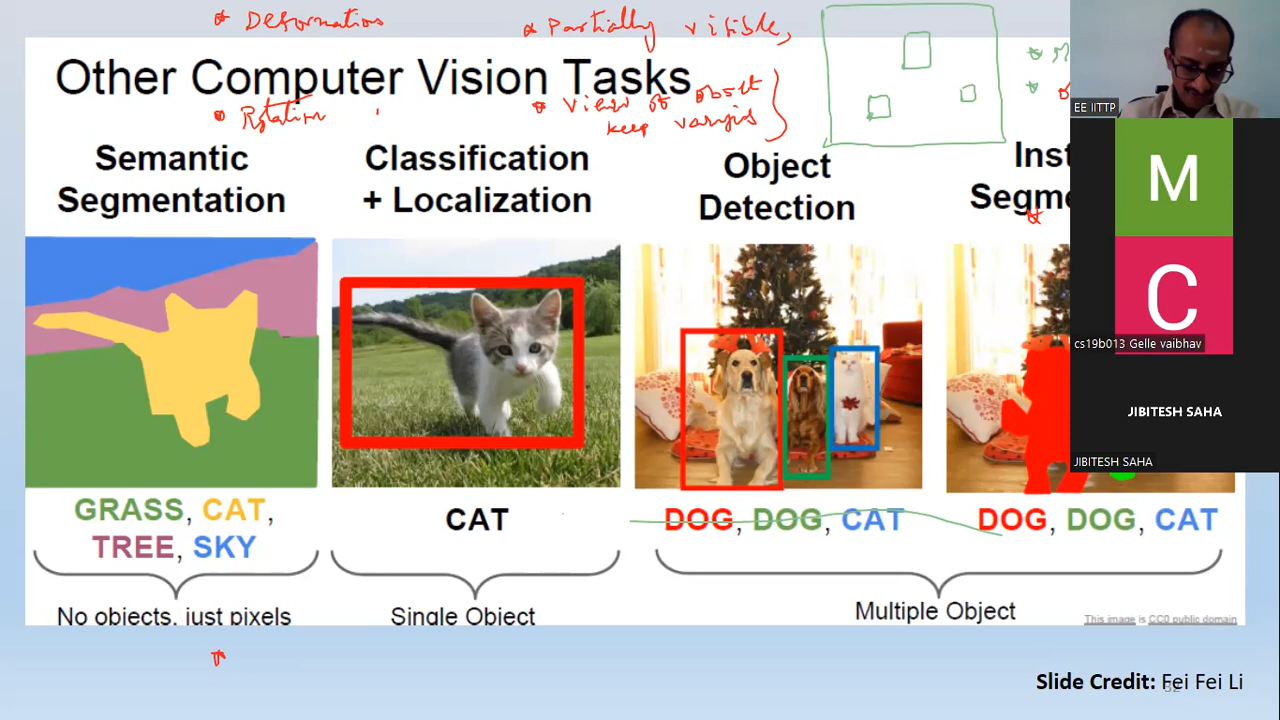 * Deformation
* Partially visible,
Other Computer Vision Tasks
* Rotation
* View of object
keep varying
EE IITTP
Semantic
Segmentation
Classification
+ Localization
Object
Detection
Inst
Segme
M
C
cs19b013 Gelle vaibhav
JIBITESH SAHA
JIBITESH SAHA
GRASS, CAT,
TREE, SKY
CAT
DOG, DOG, CAT
DOG, DOG, CAT
No objects, just pixels
Single Object
Multiple Object
This image is CC0 public domain
Slide Credit: Fei Fei Li